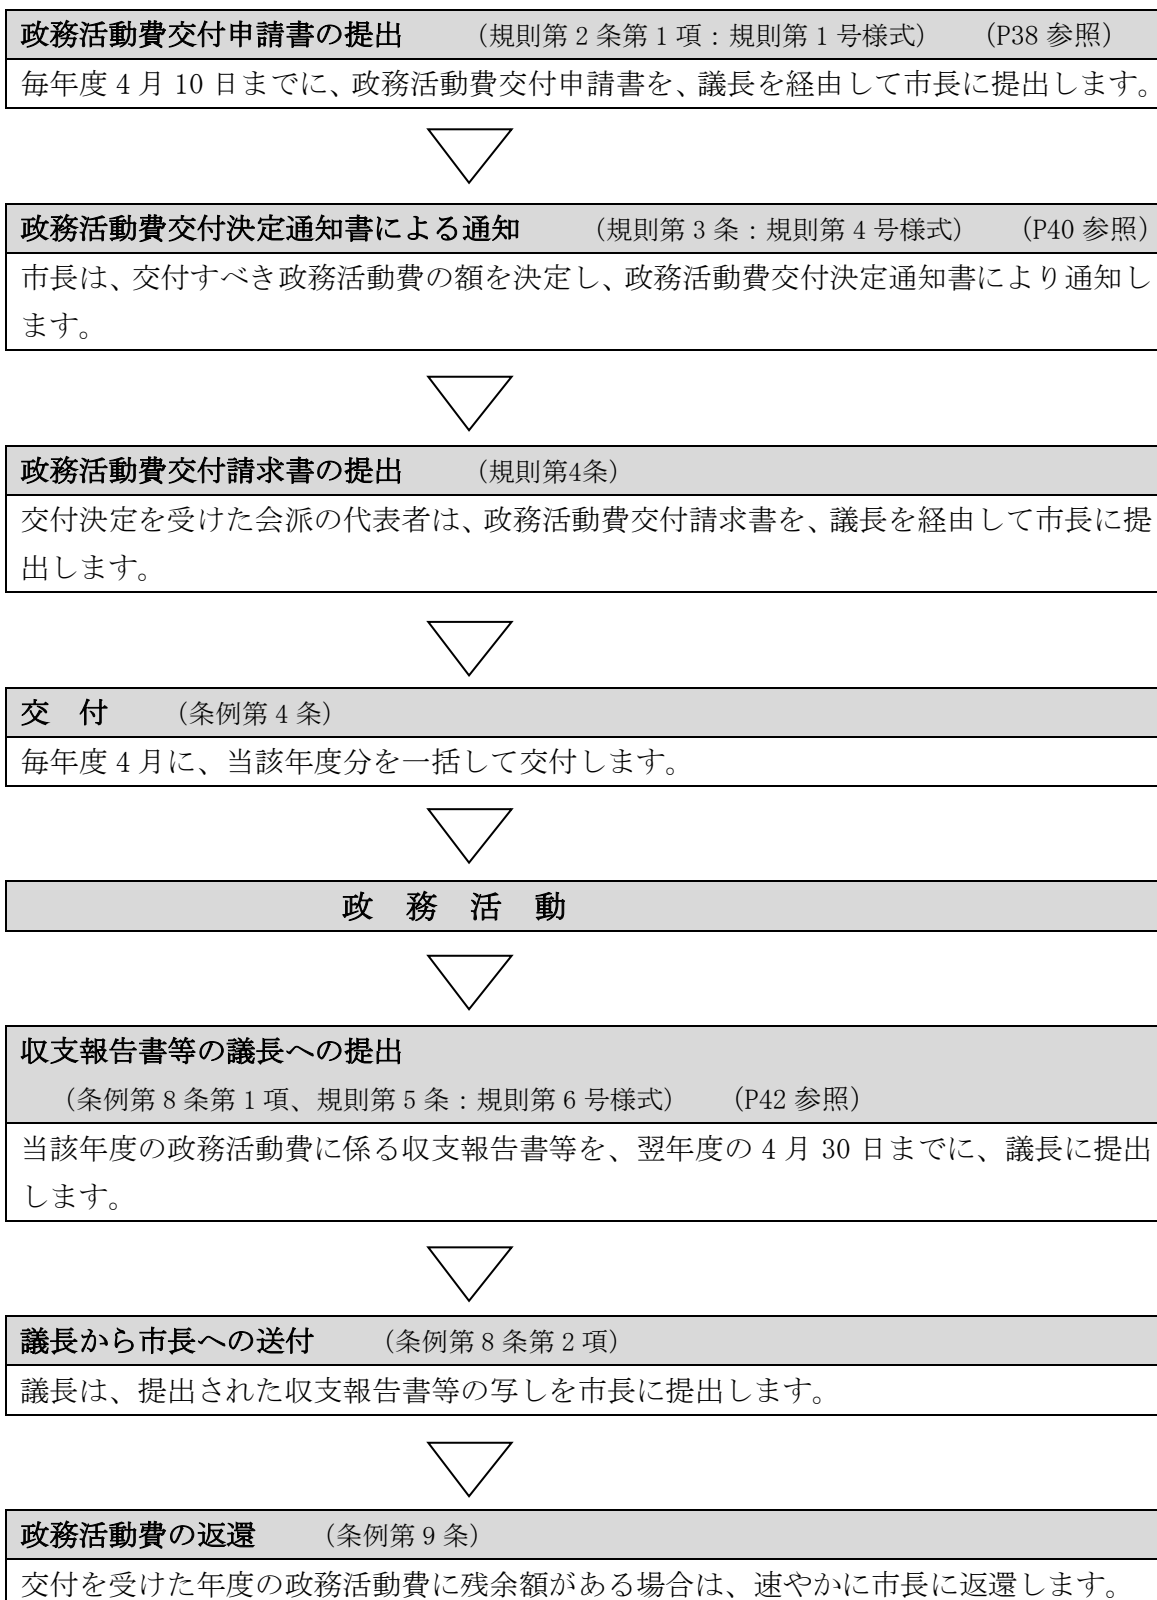 政務活動費交付申請書の提出　　（規則第2条第1項：規則第1号様式）　（P38 参照）
毎年度4月10日までに、政務活動費交付申請書を、議長を経由して市長に提出します。
政務活動費交付決定通知書による通知　　（規則第3条：規則第4号様式）　（P40 参照）
市長は、交付すべき政務活動費の額を決定し、政務活動費交付決定通知書により通知し
ます。
政務活動費交付請求書の提出　　（規則第4条）
交付決定を受けた会派の代表者は、政務活動費交付請求書を、議長を経由して市長に提
出します。
交　付　　（条例第4条）
毎年度4月に、当該年度分を一括して交付します。
政　務　活　動
収支報告書等の議長への提出
（条例第8条第1項、規則第5条：規則第6号様式）　（P42 参照）
当該年度の政務活動費に係る収支報告書等を、翌年度の4月30日までに、議長に提出
します。
議長から市長への送付　　（条例第8条第2項）
議長は、提出された収支報告書等の写しを市長に提出します。
政務活動費の返還　　（条例第9条）
交付を受けた年度の政務活動費に残余額がある場合は、速やかに市長に返還します。